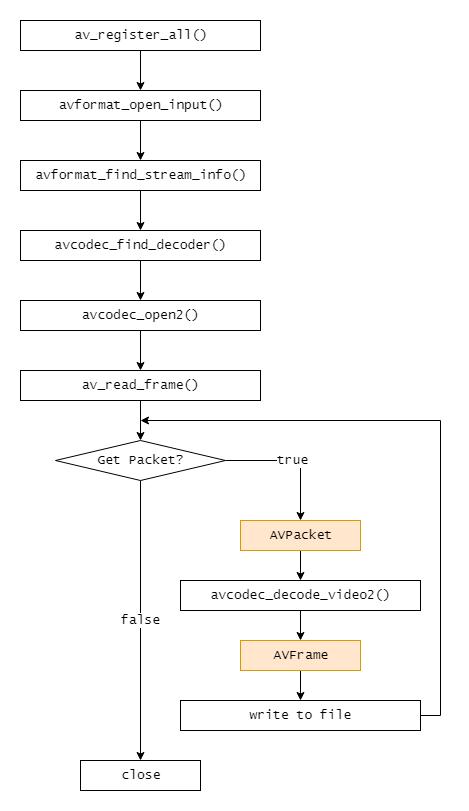 av_register_all()
avformat_open_input()
avformat_find_stream_info()
avcodec_find_decoder()
avcodec_open2()
av_read_frame()
Get Packet?
true
AVPacket
avcodec_decode_video2()
false
AVFrame
write to file
close